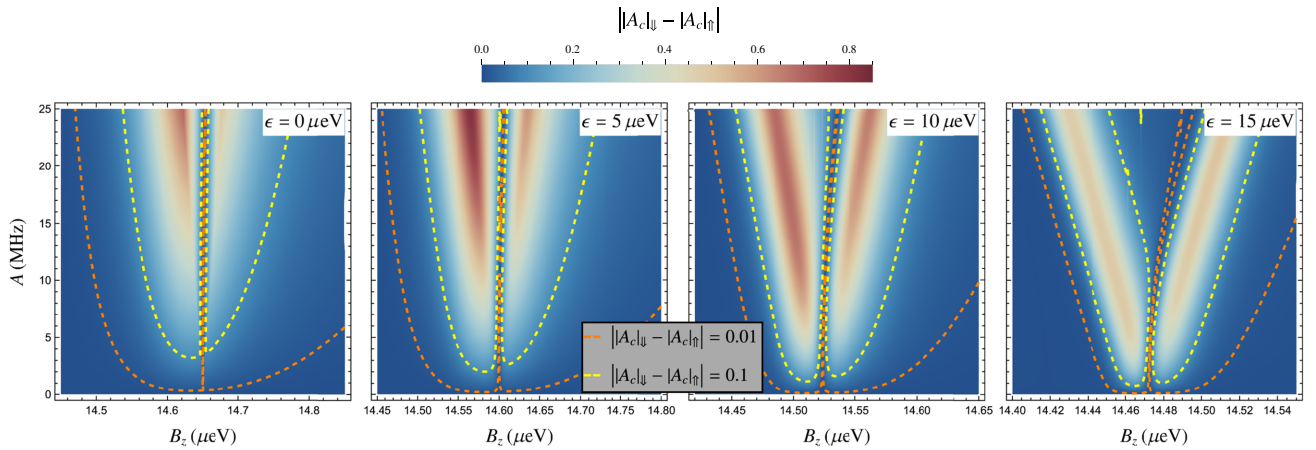 ||A_c|_⇓ − |A_c|_⇑|
0.0 0.2 0.4 0.6 0.8
ϵ = 0 μeV
ϵ = 5 μeV
ϵ = 10 μeV
ϵ = 15 μeV
25
20
15
10
5
0
A (MHz)
||A_c|_⇓ − |A_c|_⇑| = 0.01
||A_c|_⇓ − |A_c|_⇑| = 0.1
14.5 14.6 14.7 14.8
14.45 14.50 14.55 14.60 14.65 14.70 14.75 14.80
14.45 14.50 14.55 14.60 14.65
14.40 14.42 14.44 14.46 14.48 14.50 14.52 14.54
B_z (μeV)
B_z (μeV)
B_z (μeV)
B_z (μeV)